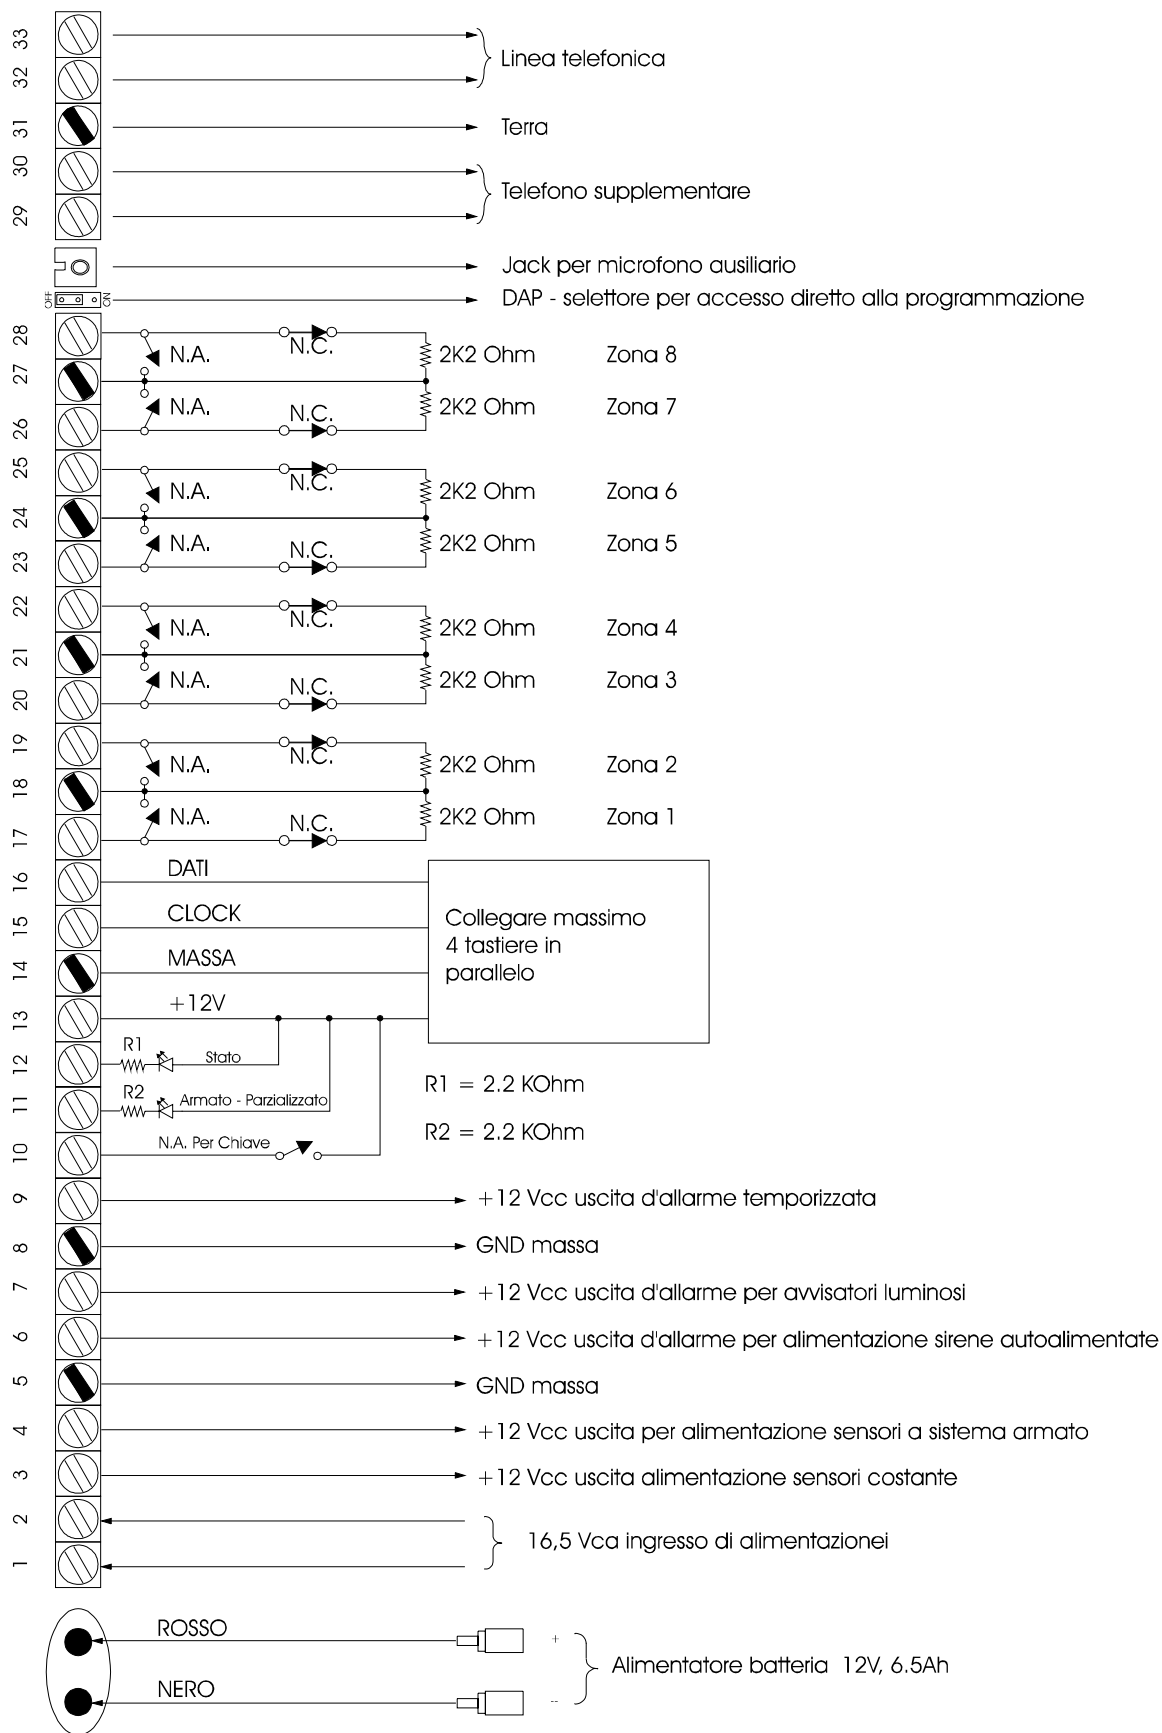 33
Linea telefonica
32
31
Terra
30
Telefono supplementare
29
Jack per microfono ausiliario
OFF
ON
DAP - selettore per accesso diretto alla programmazione
28
N.C.
N.A.
2K2 Ohm
Zona 8
27
N.A.
N.C.
2K2 Ohm
Zona 7
26
25
N.C.
N.A.
2K2 Ohm
Zona 6
24
N.A.
N.C.
2K2 Ohm
Zona 5
23
22
N.C.
N.A.
2K2 Ohm
Zona 4
21
N.A.
N.C.
2K2 Ohm
Zona 3
20
19
N.C.
N.A.
2K2 Ohm
Zona 2
18
N.A.
N.C.
2K2 Ohm
Zona 1
17
DATI
16
CLOCK
15
MASSA
14
+12V
13
Collegare massimo
4 tastiere in
parallelo
R1
Stato
12
R1 = 2.2 KOhm
R2
Armato - Parzializzato
11
R2 = 2.2 KOhm
N.A. Per Chiave
10
9
+12 Vcc uscita d'allarme temporizzata
8
GND massa
7
+12 Vcc uscita d'allarme per avvisatori luminosi
6
+12 Vcc uscita d'allarme per alimentazione sirene autoalimentate
5
GND massa
4
+12 Vcc uscita per alimentazione sensori a sistema armato
3
+12 Vcc uscita alimentazione sensori costante
2
16,5 Vca ingresso di alimentazionei
1
ROSSO
+
Alimentatore batteria 12V, 6.5Ah
NERO
--